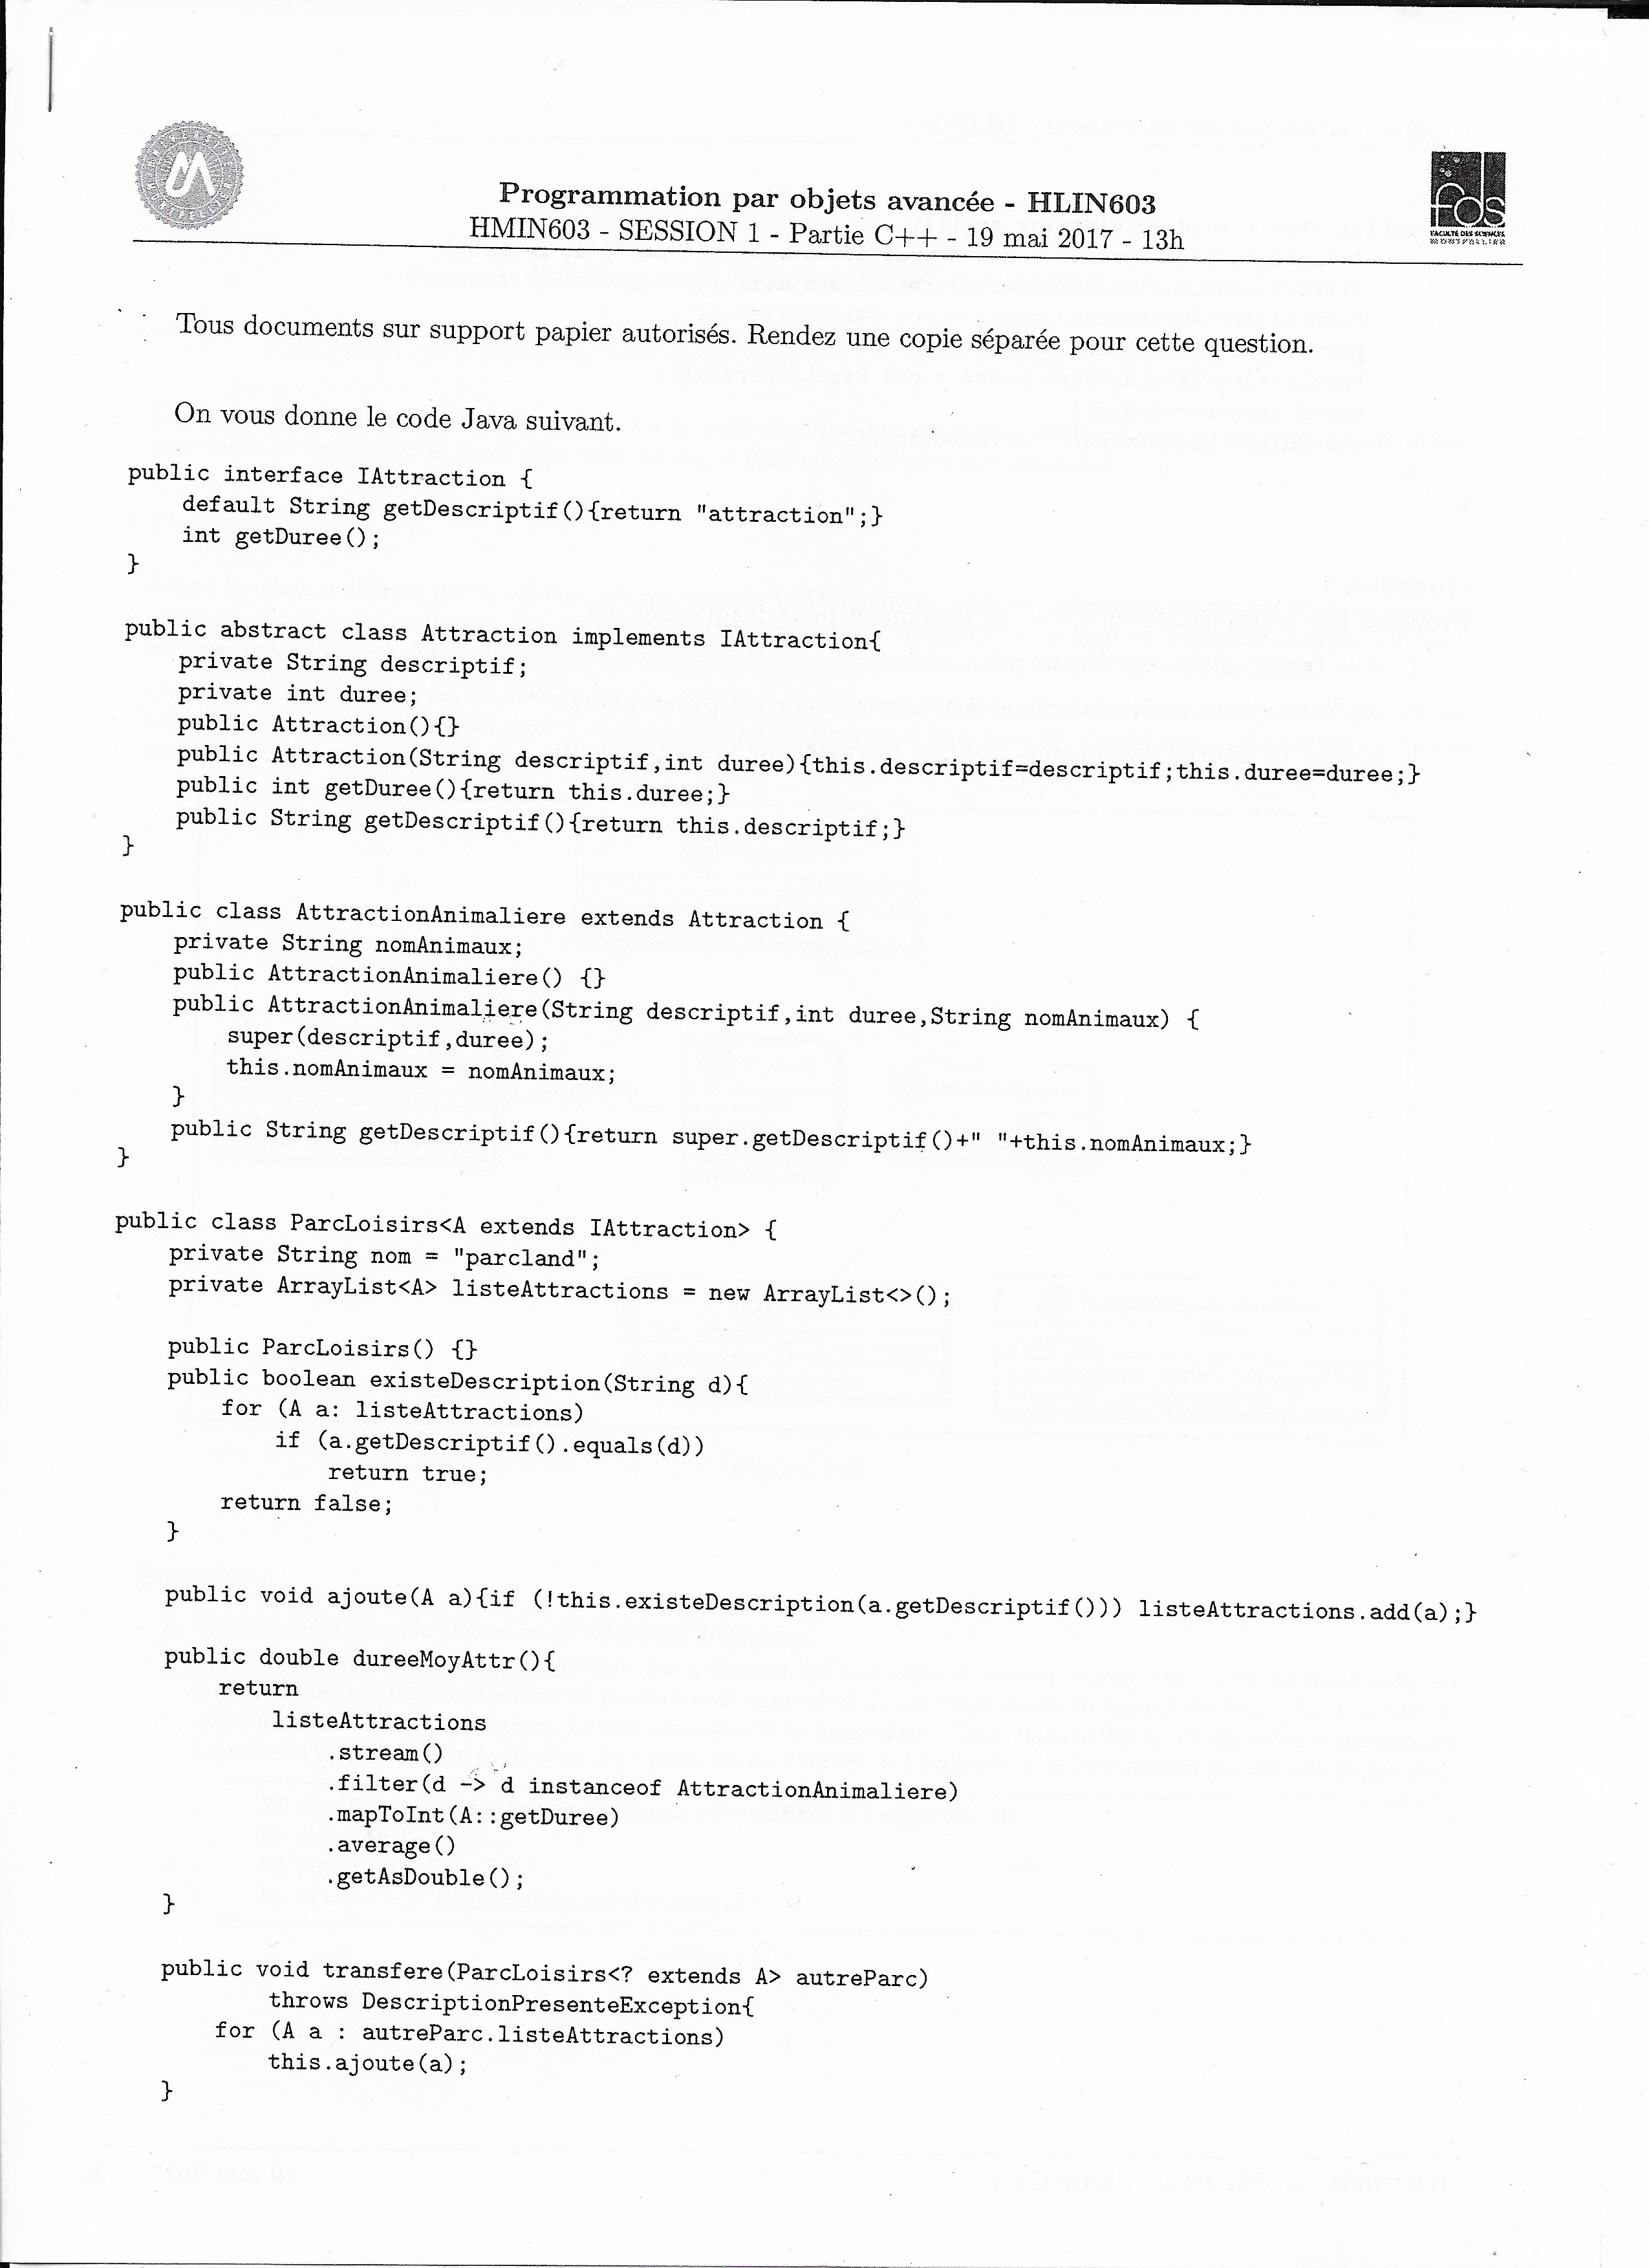 Programmation par objets avancée - HLIN603
HMIN603 - SESSION 1 - Partie C++ - 19 mai 2017 - 13h
fds
FACULTÉ DES SCIENCES
MONTPELLIER
Tous documents sur support papier autorisés. Rendez une copie séparée pour cette question.
On vous donne le code Java suivant.
public interface IAttraction {
    default String getDescriptif(){return "attraction";}
    int getDuree();
}
public abstract class Attraction implements IAttraction{
    private String descriptif;
    private int duree;
    public Attraction(){}
    public Attraction(String descriptif,int duree){this.descriptif=descriptif;this.duree=duree;}
    public int getDuree(){return this.duree;}
    public String getDescriptif(){return this.descriptif;}
}
public class AttractionAnimaliere extends Attraction {
    private String nomAnimaux;
    public AttractionAnimaliere() {}
    public AttractionAnimaliere(String descriptif,int duree,String nomAnimaux) {
        super(descriptif,duree);
        this.nomAnimaux = nomAnimaux;
    }
    public String getDescriptif(){return super.getDescriptif()+" "+this.nomAnimaux;}
}
public class ParcLoisirs<A extends IAttraction> {
    private String nom = "parcland";
    private ArrayList<A> listeAttractions = new ArrayList<>();
    public ParcLoisirs() {}
    public boolean existeDescription(String d){
        for (A a: listeAttractions)
            if (a.getDescriptif().equals(d))
                return true;
        return false;
    }
    public void ajoute(A a){if (!this.existeDescription(a.getDescriptif())) listeAttractions.add(a);}
    public double dureeMoyAttr(){
        return
            listeAttractions
                .stream()
                .filter(d -> d instanceof AttractionAnimaliere)
                .mapToInt(A::getDuree)
                .average()
                .getAsDouble();
    }
    public void transfere(ParcLoisirs<? extends A> autreParc)
            throws DescriptionPresenteException{
        for (A a : autreParc.listeAttractions)
            this.ajoute(a);
    }